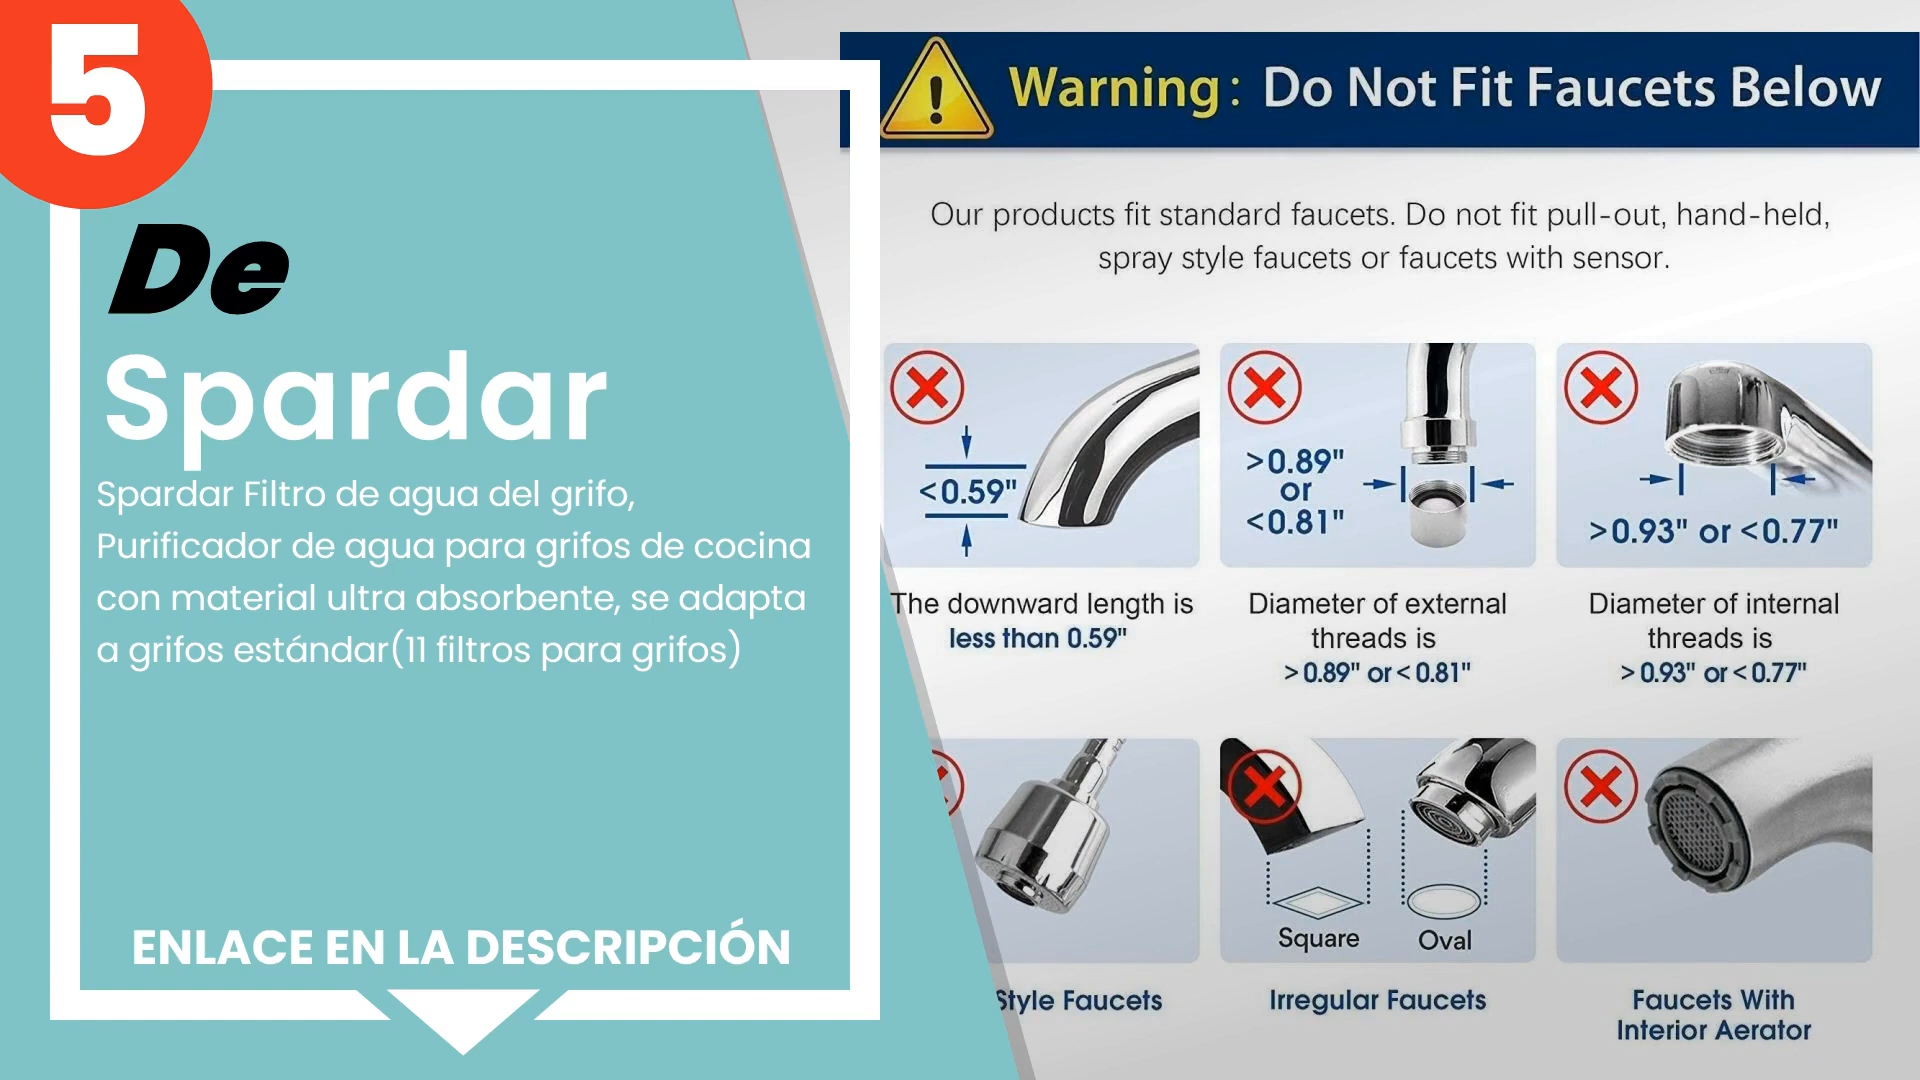 5
De
Spardar
Spardar Filtro de agua del grifo,
Purificador de agua para grifos de cocina
con material ultra absorbente, se adapta
a grifos estándar(11 filtros para grifos)
ENLACE EN LA DESCRIPCIÓN
Warning: Do Not Fit Faucets Below
Our products fit standard faucets. Do not fit pull-out, hand-held,
spray style faucets or faucets with sensor.
<0.59"
>0.89"
or
<0.81"
>0.93" or <0.77"
The downward length is
less than 0.59"
Diameter of external
threads is
>0.89" or <0.81"
Diameter of internal
threads is
>0.93" or <0.77"
Square
Oval
Style Faucets
Irregular Faucets
Faucets With
Interior Aerator